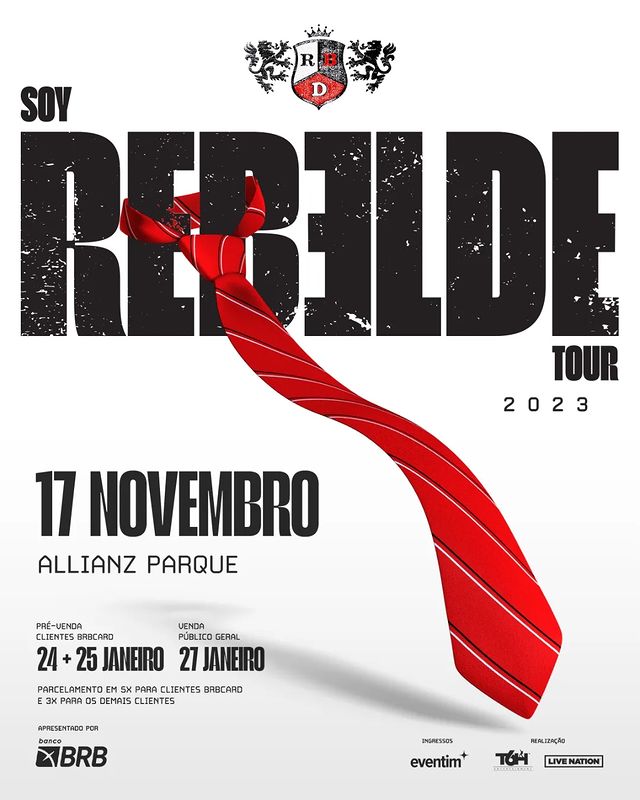 R B
D
SOY
REBELDE
TOUR
2023
17 NOVEMBRO
ALLIANZ PARQUE
PRÉ-VENDA
CLIENTES BRBCARD
24 + 25 JANEIRO
VENDA
PÚBLICO GERAL
27 JANEIRO
PARCELAMENTO EM 5X PARA CLIENTES BRBCARD
E 3X PARA OS DEMAIS CLIENTES
APRESENTADO POR
banco
BRB
INGRESSOS
eventim
REALIZAÇÃO
T6H
ENTERTAINMENT
LIVE NATION